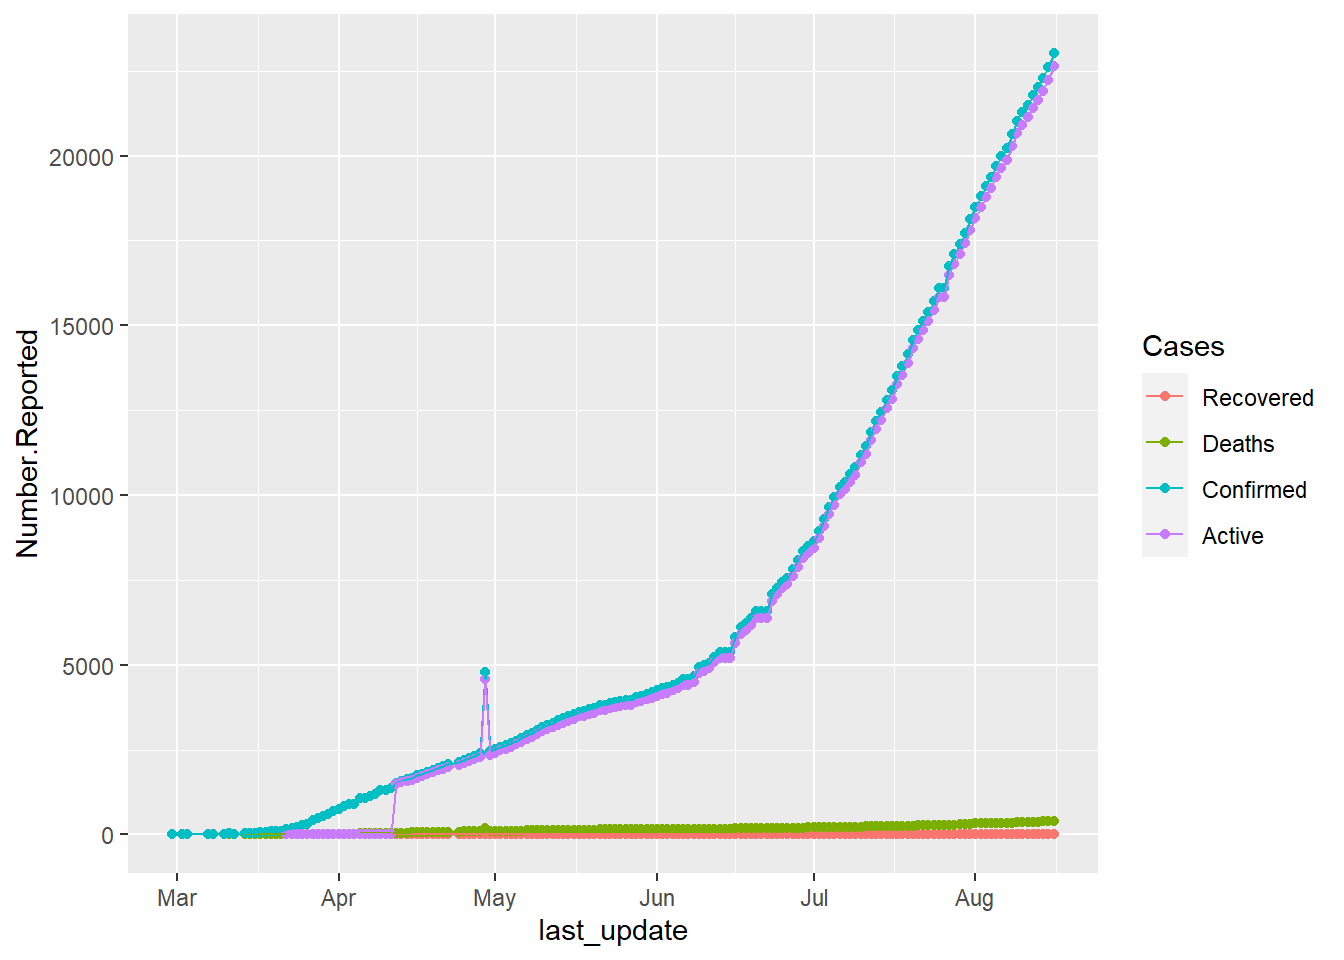 Number.Reported
20000
15000
10000
5000
0
Mar Apr May Jun Jul Aug
last_update
Cases
Recovered
Deaths
Confirmed
Active